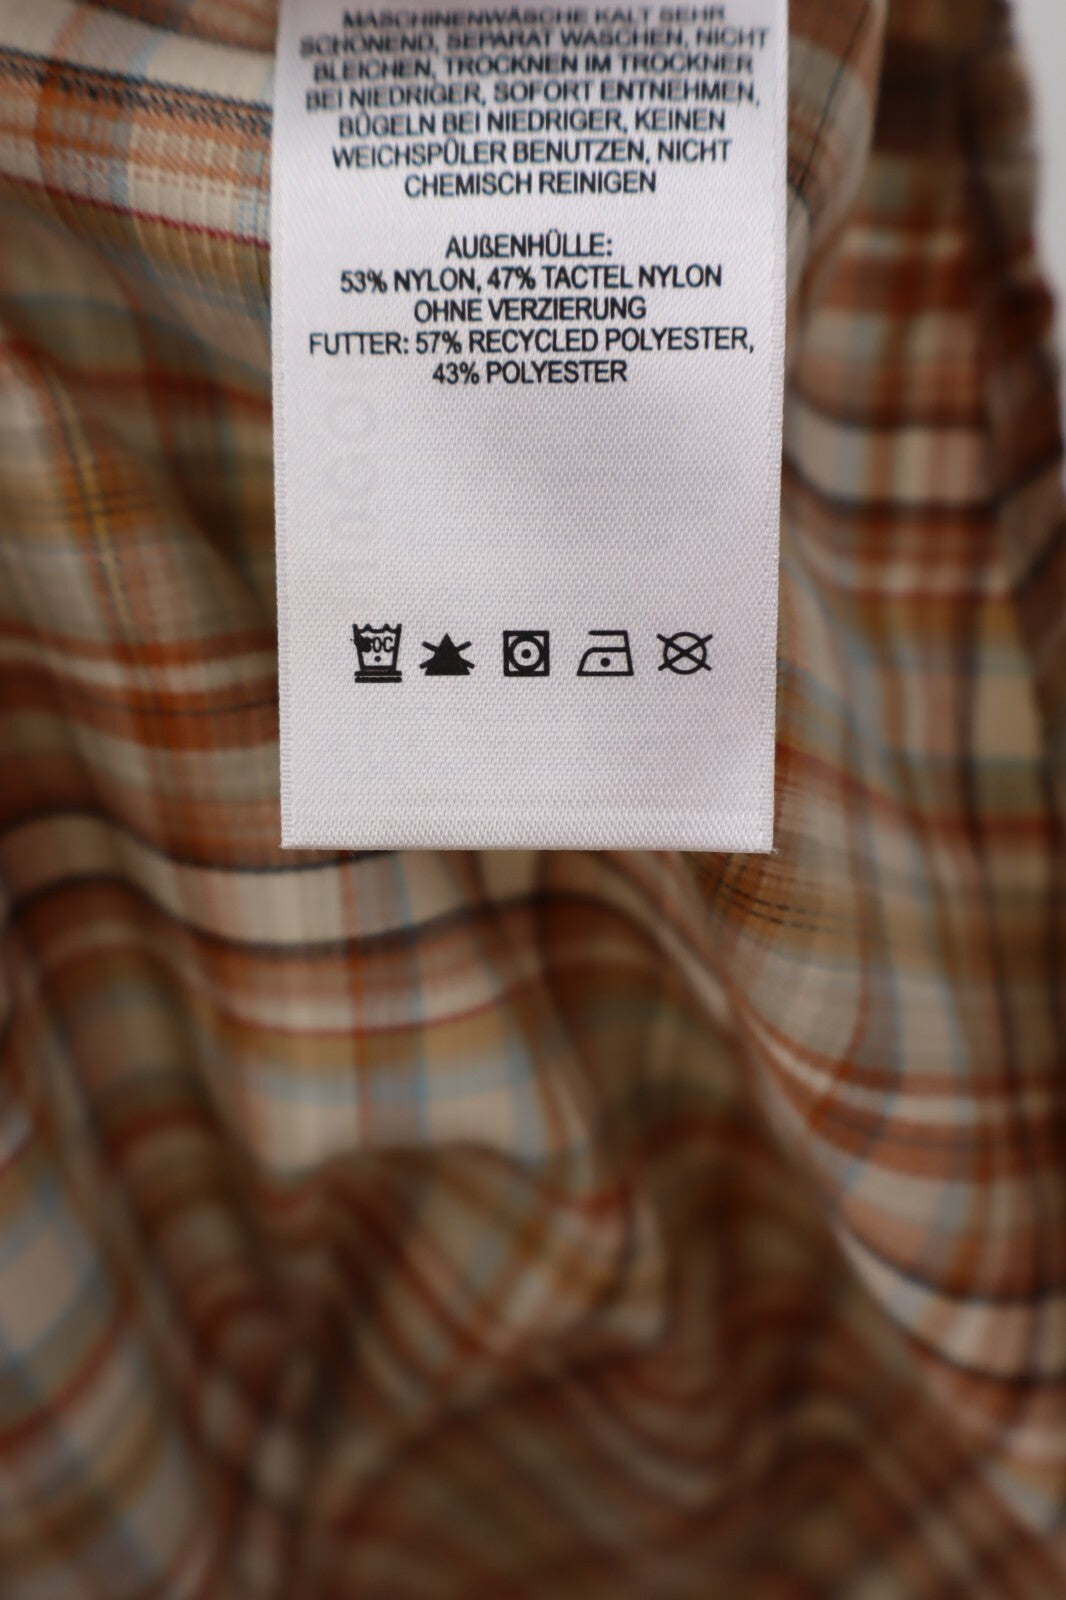 MASCHINENWÄSCHE KALT SEHR
SCHONEND, SEPARAT WASCHEN, NICHT
BLEICHEN, TROCKNEN IM TROCKNER
BEI NIEDRIGER, SOFORT ENTNEHMEN,
BÜGELN BEI NIEDRIGER, KEINEN
WEICHSPÜLER BENUTZEN, NICHT
CHEMISCH REINIGEN
AUßENHÜLLE:
53% NYLON, 47% TACTEL NYLON
OHNE VERZIERUNG
FUTTER: 57% RECYCLED POLYESTER,
43% POLYESTER